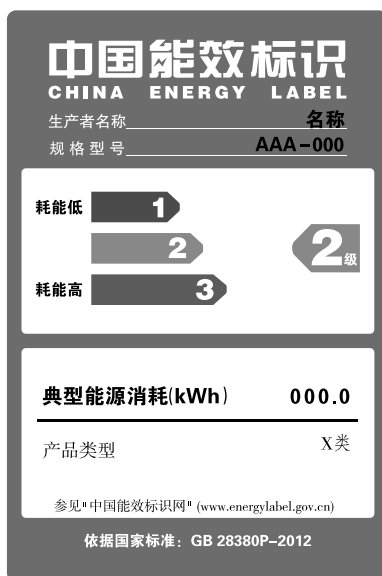 中国能效标识
CHINA ENERGY LABEL
生产者名称 名称
规格型号 AAA-000
耗能低 1
2 2级
耗能高 3
典型能源消耗(kWh) 000.0
产品类型 X类
参见"中国能效标识网" (www.energylabel.gov.cn)
依据国家标准: GB 28380P-2012